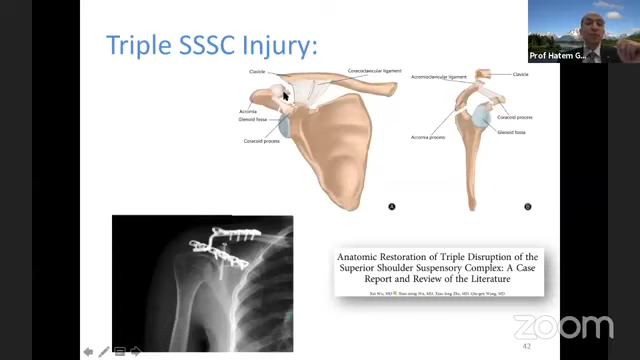 Triple SSSC Injury:
Prof Hatem G...
Clavicle
Coracoclavicular ligament
Acromion
Glenoid fossa
Coracoid process
A
Acromioclavicular ligament
Clavicle
Coracoid process
Glenoid fossa
Acromion process
B
Anatomic Restoration of Triple Disruption of the
Superior Shoulder Suspensory Complex: A Case
Report and Review of the Literature
zoom
42